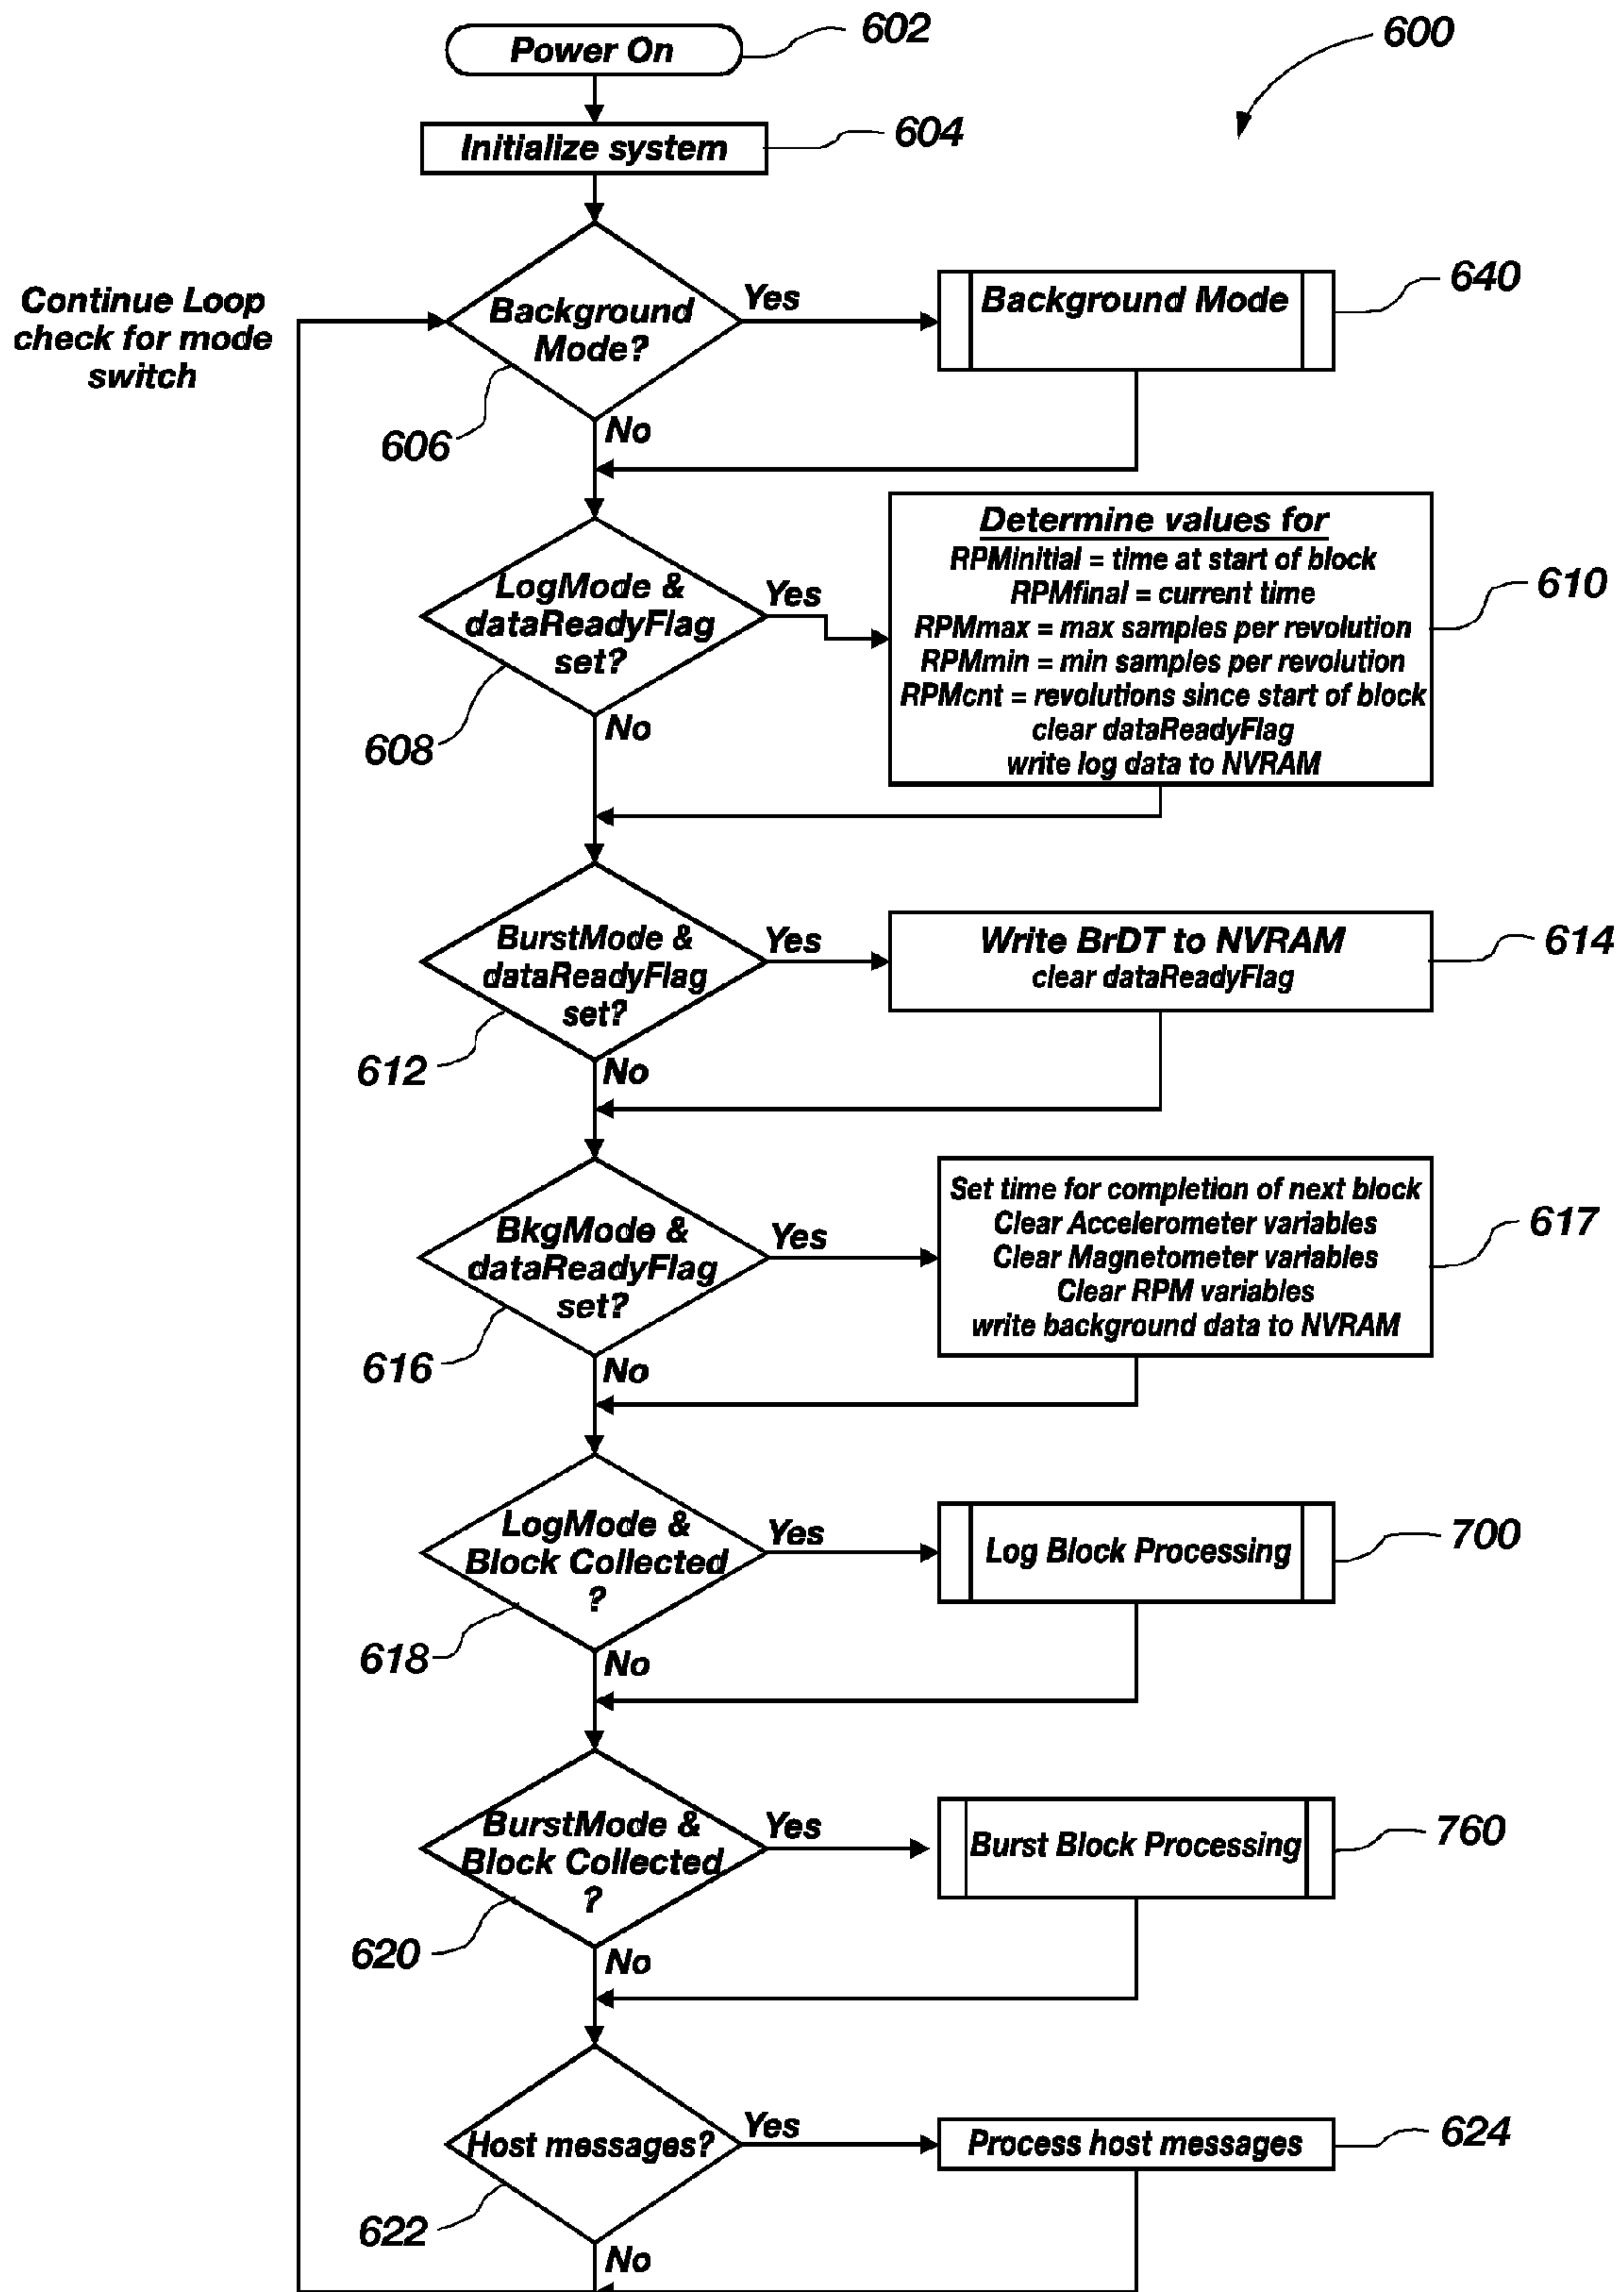 Power On
602
600
Initialize system
604
Continue Loop
check for mode
switch
Background
Mode?
Yes
Background Mode
640
606
No
Determine values for
RPMinitial = time at start of block
RPMfinal = current time
RPMmax = max samples per revolution
RPMmin = min samples per revolution
RPMcnt = revolutions since start of block
clear dataReadyFlag
write log data to NVRAM
610
LogMode &
dataReadyFlag
set?
Yes
608
No
BurstMode &
dataReadyFlag
set?
Yes
Write BrDT to NVRAM
clear dataReadyFlag
614
612
No
BkgMode &
dataReadyFlag
set?
Yes
Set time for completion of next block
Clear Accelerometer variables
Clear Magnetometer variables
Clear RPM variables
write background data to NVRAM
617
616
No
LogMode &
Block Collected
?
Yes
Log Block Processing
700
618
No
BurstMode &
Block Collected
?
Yes
Burst Block Processing
760
620
No
Host messages?
Yes
Process host messages
624
622
No